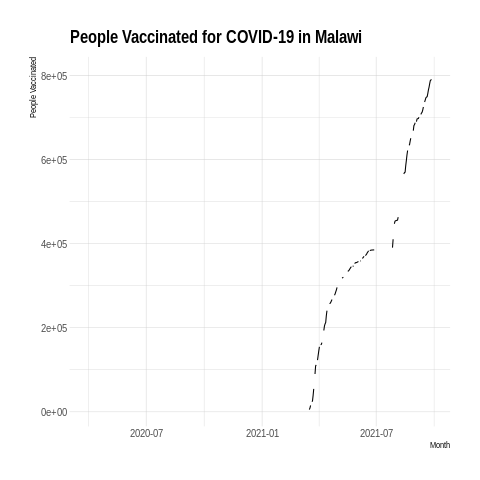 People Vaccinated for COVID-19 in Malawi
People Vaccinated
8e+05
6e+05
4e+05
2e+05
0e+00
2020-07
2021-01
2021-07
Month